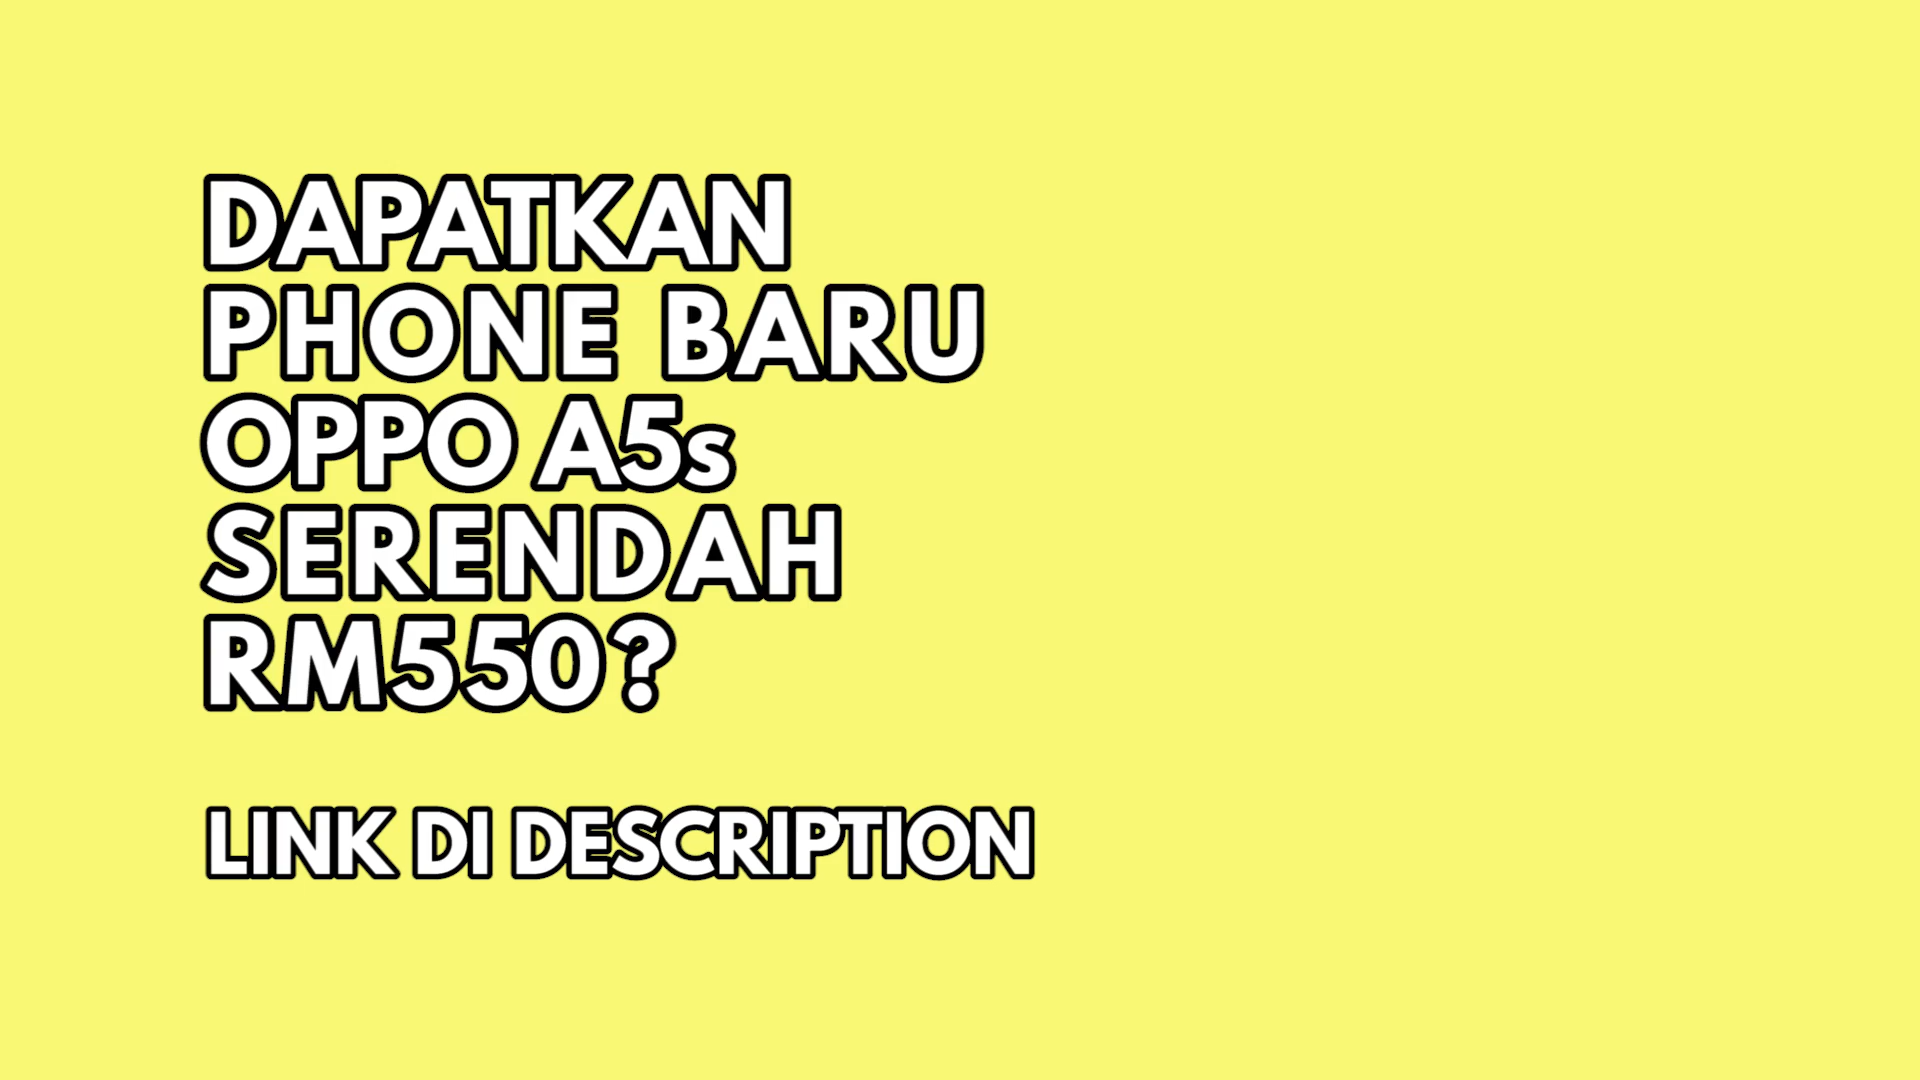 DAPATKAN
PHONE BARU
OPPO A5s
SERENDAH
RM550?
LINK DI DESCRIPTION